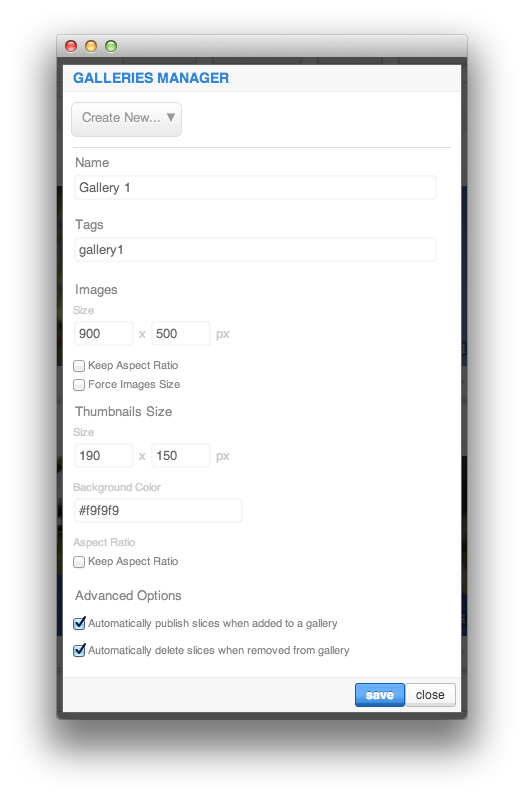 GALLERIES MANAGER
Create New... ▼
Name
Gallery 1
Tags
gallery1
Images
Size
900 x 500 px
Keep Aspect Ratio
Force Images Size
Thumbnails Size
Size
190 x 150 px
Background Color
#f9f9f9
Aspect Ratio
Keep Aspect Ratio
Advanced Options
Automatically publish slices when added to a gallery
Automatically delete slices when removed from gallery
save close